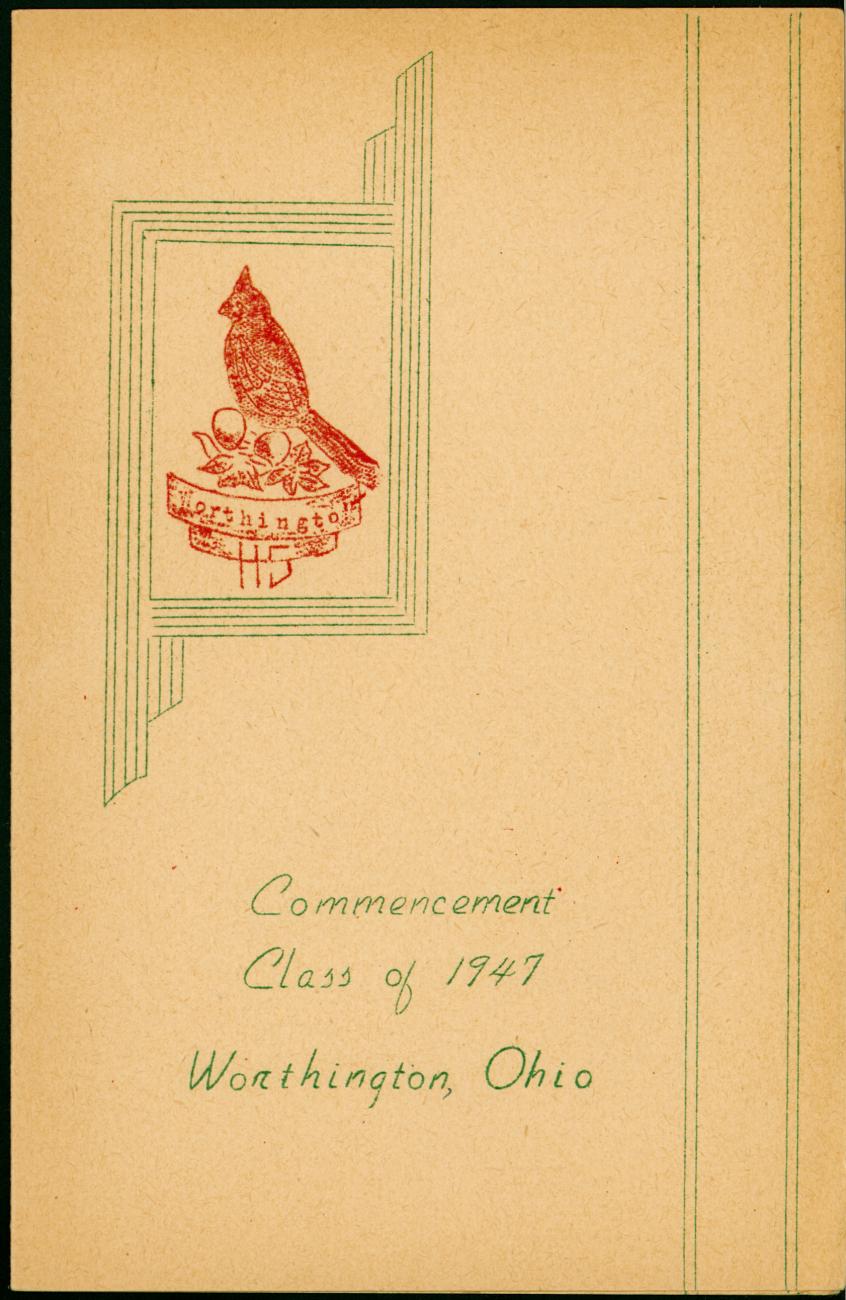 Worthington
HS
Commencement
Class of 1947
Worthington, Ohio